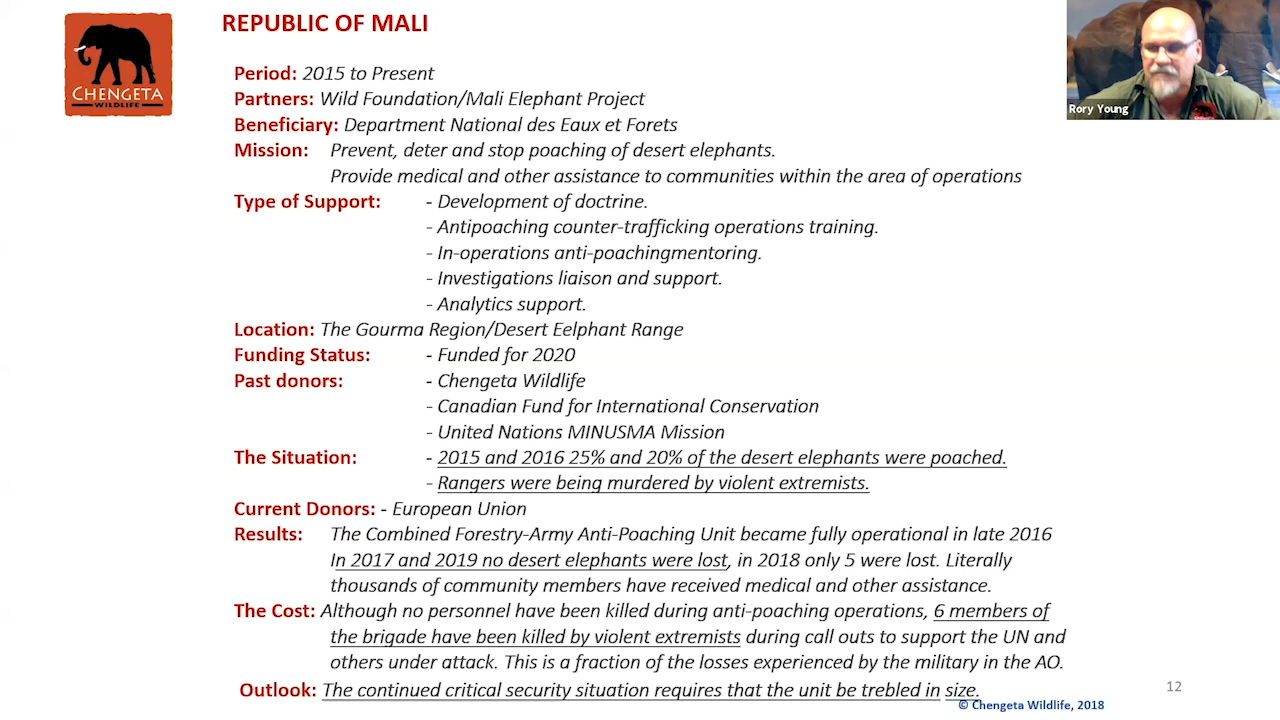 CHENGETA
WILDLIFE
REPUBLIC OF MALI
Rory Young
Period: 2015 to Present
Partners: Wild Foundation/Mali Elephant Project
Beneficiary: Department National des Eaux et Forets
Mission: Prevent, deter and stop poaching of desert elephants.
Provide medical and other assistance to communities within the area of operations
Type of Support: - Development of doctrine.
- Antipoaching counter-trafficking operations training.
- In-operations anti-poachingmentoring.
- Investigations liaison and support.
- Analytics support.
Location: The Gourma Region/Desert Eelphant Range
Funding Status: - Funded for 2020
Past donors: - Chengeta Wildlife
- Canadian Fund for International Conservation
- United Nations MINUSMA Mission
The Situation: - 2015 and 2016 25% and 20% of the desert elephants were poached.
- Rangers were being murdered by violent extremists.
Current Donors: - European Union
Results: The Combined Forestry-Army Anti-Poaching Unit became fully operational in late 2016
In 2017 and 2019 no desert elephants were lost, in 2018 only 5 were lost. Literally
thousands of community members have received medical and other assistance.
The Cost: Although no personnel have been killed during anti-poaching operations, 6 members of
the brigade have been killed by violent extremists during call outs to support the UN and
others under attack. This is a fraction of the losses experienced by the military in the AO.
Outlook: The continued critical security situation requires that the unit be trebled in size.
12
© Chengeta Wildlife, 2018